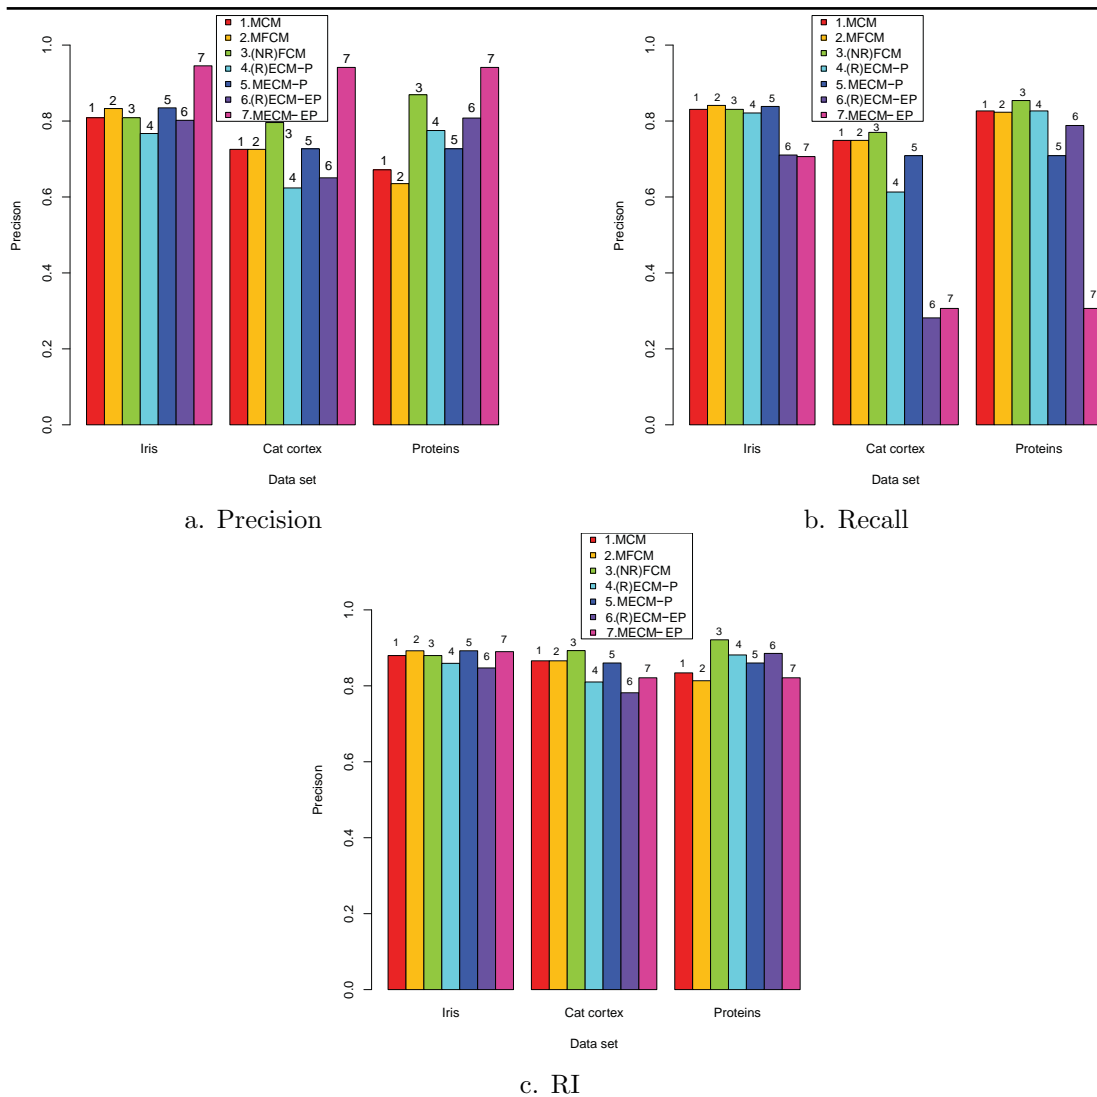 1.MCM
2.MFCM
3.(NR)FCM
4.(R)ECM−P
5.MECM−P
6.(R)ECM−EP
7.MECM−EP
1.0
0.8
0.6
0.4
0.2
0.0
Precison
1 2 3 4 5 6 7
1 2 3 4 5 6 7
1 2 3 4 5 6 7
Iris Cat cortex Proteins
Data set
a. Precision
1.MCM
2.MFCM
3.(NR)FCM
4.(R)ECM−P
5.MECM−P
6.(R)ECM−EP
7.MECM−EP
1.0
0.8
0.6
0.4
0.2
0.0
Precison
1 2 3 4 5 6 7
1 2 3 4 5 6 7
1 2 3 4 5 6 7
Iris Cat cortex Proteins
Data set
b. Recall
1.MCM
2.MFCM
3.(NR)FCM
4.(R)ECM−P
5.MECM−P
6.(R)ECM−EP
7.MECM−EP
1.0
0.8
0.6
0.4
0.2
0.0
Precison
1 2 3 4 5 6 7
1 2 3 4 5 6 7
1 2 3 4 5 6 7
Iris Cat cortex Proteins
Data set
c. RI